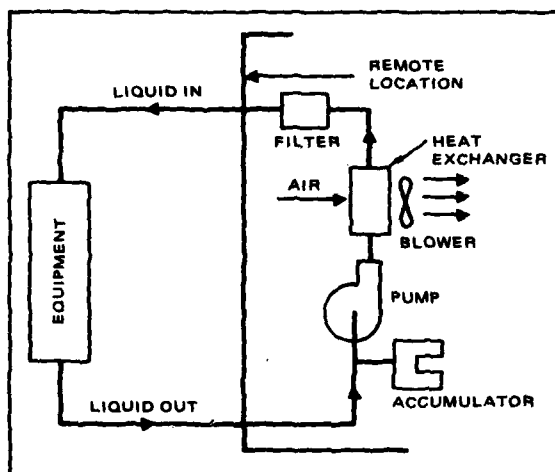 REMOTE
LOCATION
LIQUID IN
FILTER
HEAT
EXCHANGER
AIR
BLOWER
EQUIPMENT
PUMP
ACCUMULATOR
LIQUID OUT